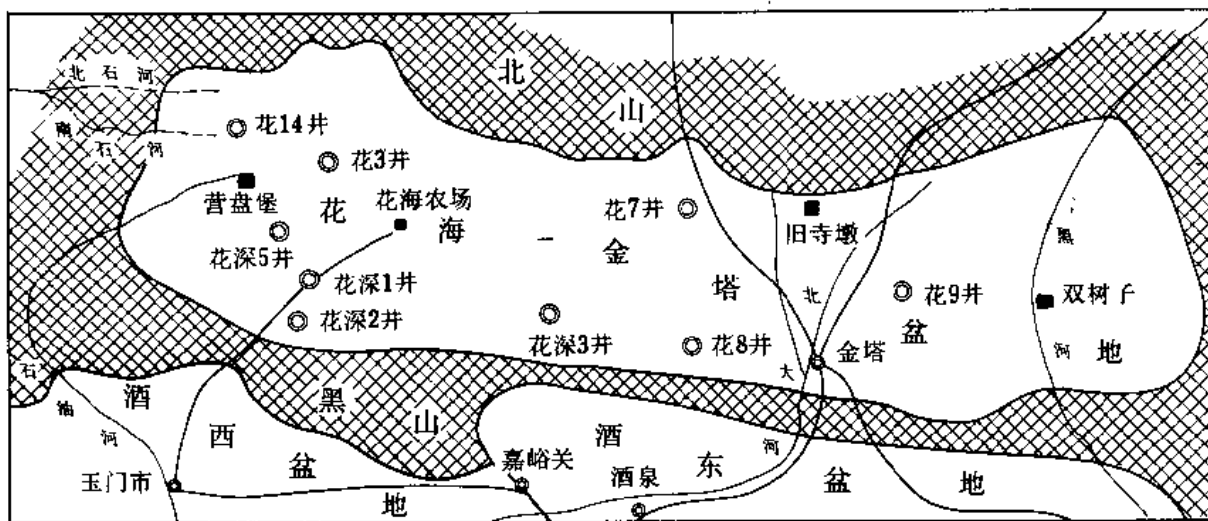 北山
北石河
南石河
花14井
花3井
营盘堡
花海农场
花海—金塔盆地
花7井
旧寺墩
花深5井
花深1井
花深2井
花深3井
花8井
花9井
双树子
金塔
北大河
黑河
石油河
黑山
酒西盆地
酒东盆地
嘉峪关
酒泉
玉门市